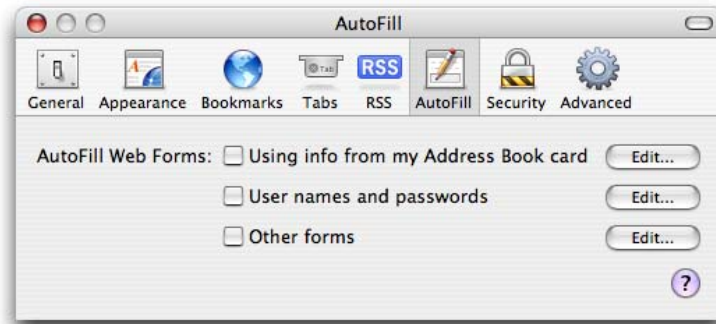 AutoFill
Tab
RSS
General Appearance Bookmarks Tabs RSS AutoFill Security Advanced
AutoFill Web Forms: Using info from my Address Book card Edit...
User names and passwords Edit...
Other forms Edit...
?